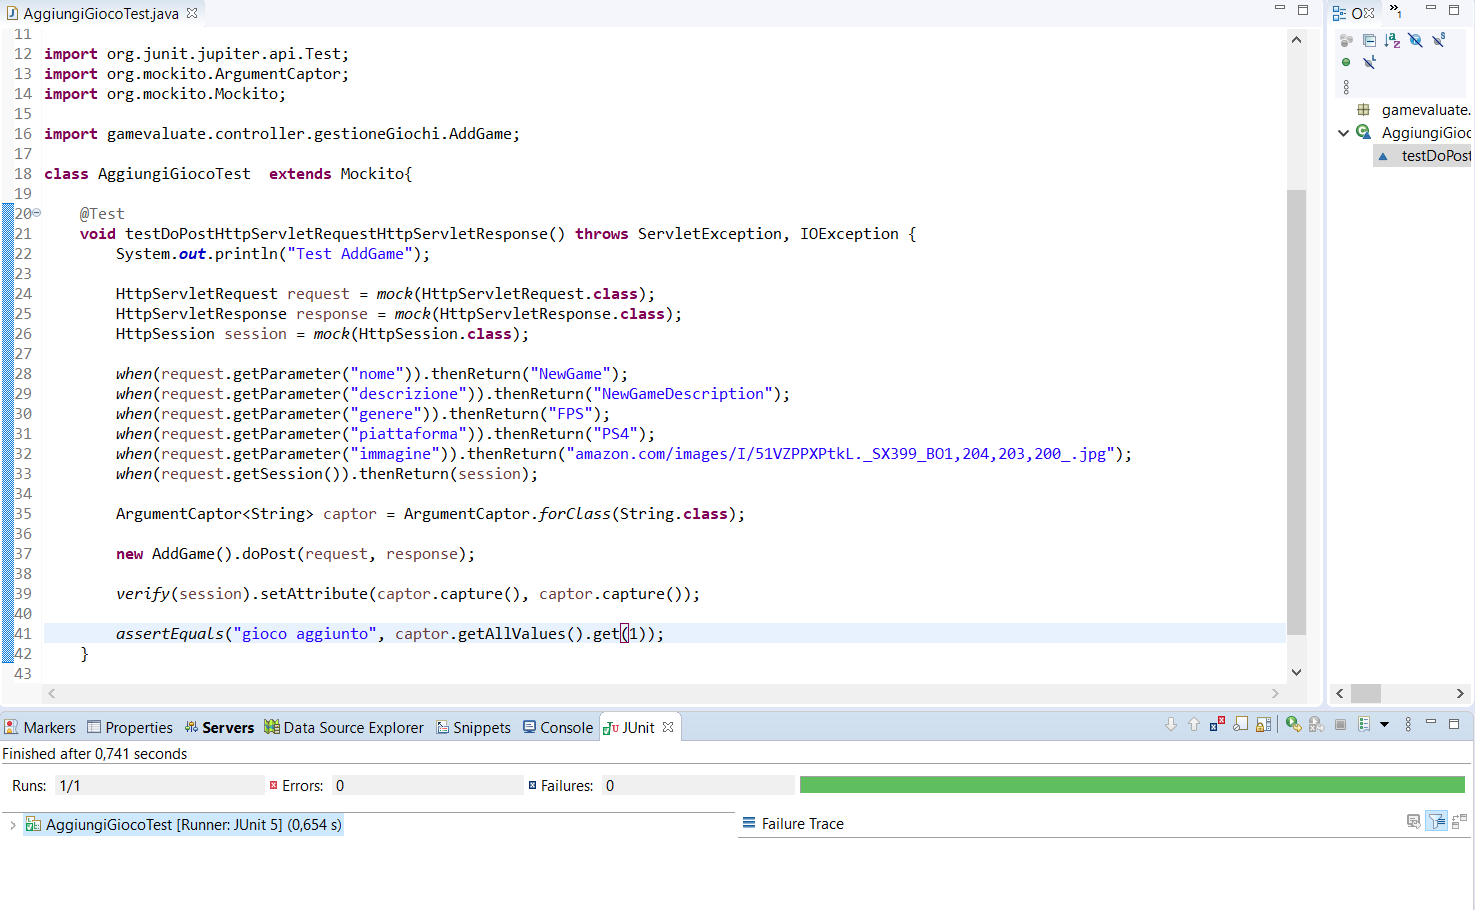 AggiungiGiocoTest.java
11
12 import org.junit.jupiter.api.Test;
13 import org.mockito.ArgumentCaptor;
14 import org.mockito.Mockito;
15
16 import gamevaluate.controller.gestioneGiochi.AddGame;
17
18 class AggiungiGiocoTest  extends Mockito{
19
20     @Test
21     void testDoPostHttpServletRequestHttpServletResponse() throws ServletException, IOException {
22         System.out.println("Test AddGame");
23
24         HttpServletRequest request = mock(HttpServletRequest.class);
25         HttpServletResponse response = mock(HttpServletResponse.class);
26         HttpSession session = mock(HttpSession.class);
27
28         when(request.getParameter("nome")).thenReturn("NewGame");
29         when(request.getParameter("descrizione")).thenReturn("NewGameDescription");
30         when(request.getParameter("genere")).thenReturn("FPS");
31         when(request.getParameter("piattaforma")).thenReturn("PS4");
32         when(request.getParameter("immagine")).thenReturn("amazon.com/images/I/51VZPPXPtkL._SX399_BO1,204,203,200_.jpg");
33         when(request.getSession()).thenReturn(session);
34
35         ArgumentCaptor<String> captor = ArgumentCaptor.forClass(String.class);
36
37         new AddGame().doPost(request, response);
38
39         verify(session).setAttribute(captor.capture(), captor.capture());
40
41         assertEquals("gioco aggiunto", captor.getAllValues().get(1));
42     }
43
O
»1
gamevaluate.
AggiungiGioc
testDoPost
Markers Properties Servers Data Source Explorer Snippets Console JUnit
Finished after 0,741 seconds
Runs: 1/1 Errors: 0 Failures: 0
AggiungiGiocoTest [Runner: JUnit 5] (0,654 s)
Failure Trace